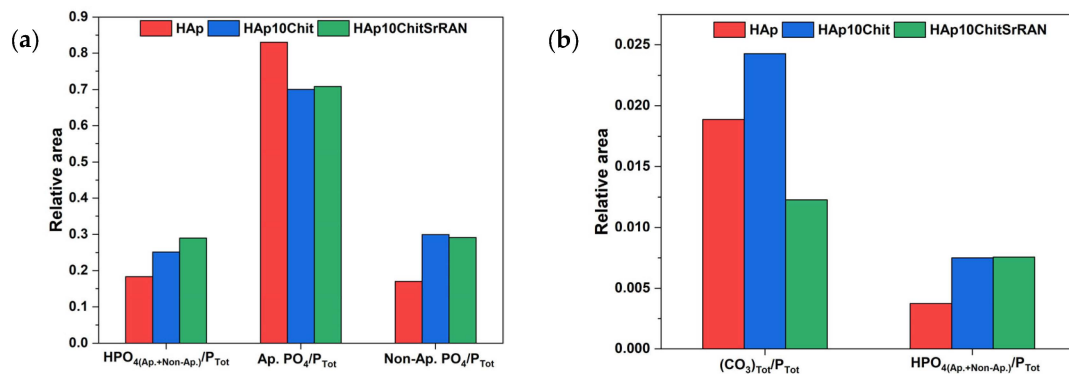 (a)
HAp HAp10Chit HAp10ChitSrRAN
Relative area
0.9
0.8
0.7
0.6
0.5
0.4
0.3
0.2
0.1
0.0
HPO4(Ap.+Non-Ap.)/PTot Ap. PO4/PTot Non-Ap. PO4/PTot
(b)
HAp HAp10Chit HAp10ChitSrRAN
Relative area
0.025
0.020
0.015
0.010
0.005
0.000
(CO3)Tot/PTot HPO4(Ap.+Non-Ap.)/PTot